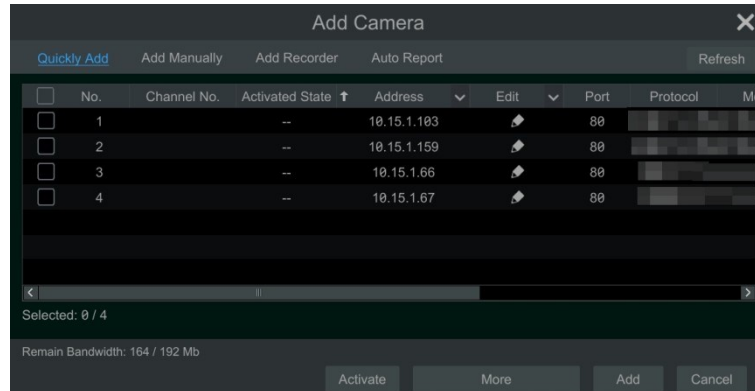 Add Camera
Quickly Add Add Manually Add Recorder Auto Report Refresh
No. Channel No. Activated State ↑ Address Edit Port Protocol M
1 -- 10.15.1.103 80
2 -- 10.15.1.159 80
3 -- 10.15.1.66 80
4 -- 10.15.1.67 80
Selected: 0 / 4
Remain Bandwidth: 164 / 192 Mb
Activate More Add Cancel